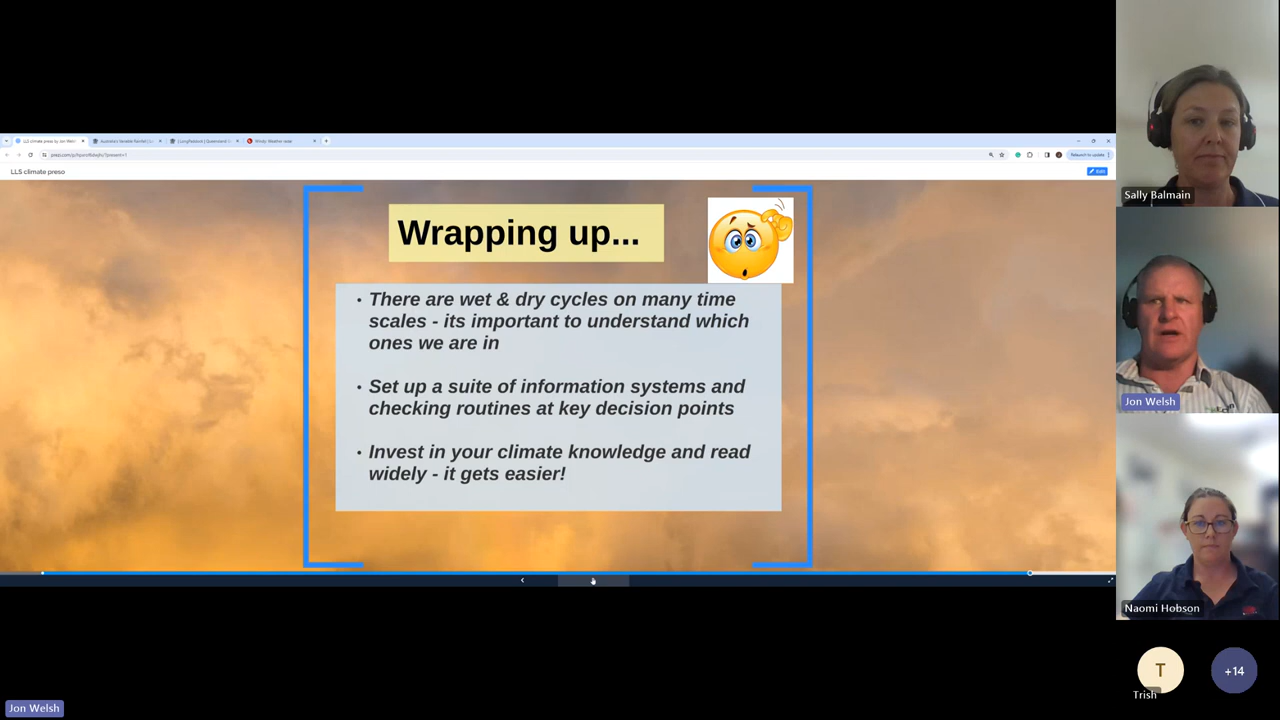 LLS climate preso
Edit
Wrapping up...
• There are wet & dry cycles on many time
scales - its important to understand which
ones we are in
• Set up a suite of information systems and
checking routines at key decision points
• Invest in your climate knowledge and read
widely - it gets easier!
Sally Balmain
Jon Welsh
Naomi Hobson
T
Trish
+14
Jon Welsh